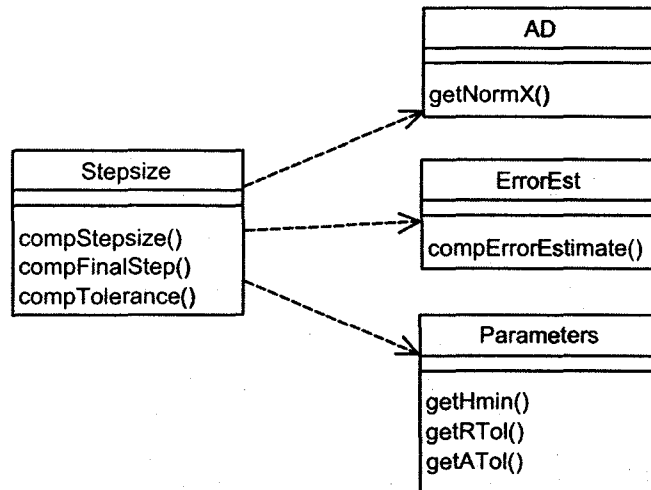 AD
getNormX()
Stepsize
compStepsize()
compFinalStep()
compTolerance()
ErrorEst
compErrorEstimate()
Parameters
getHmin()
getRTol()
getATol()